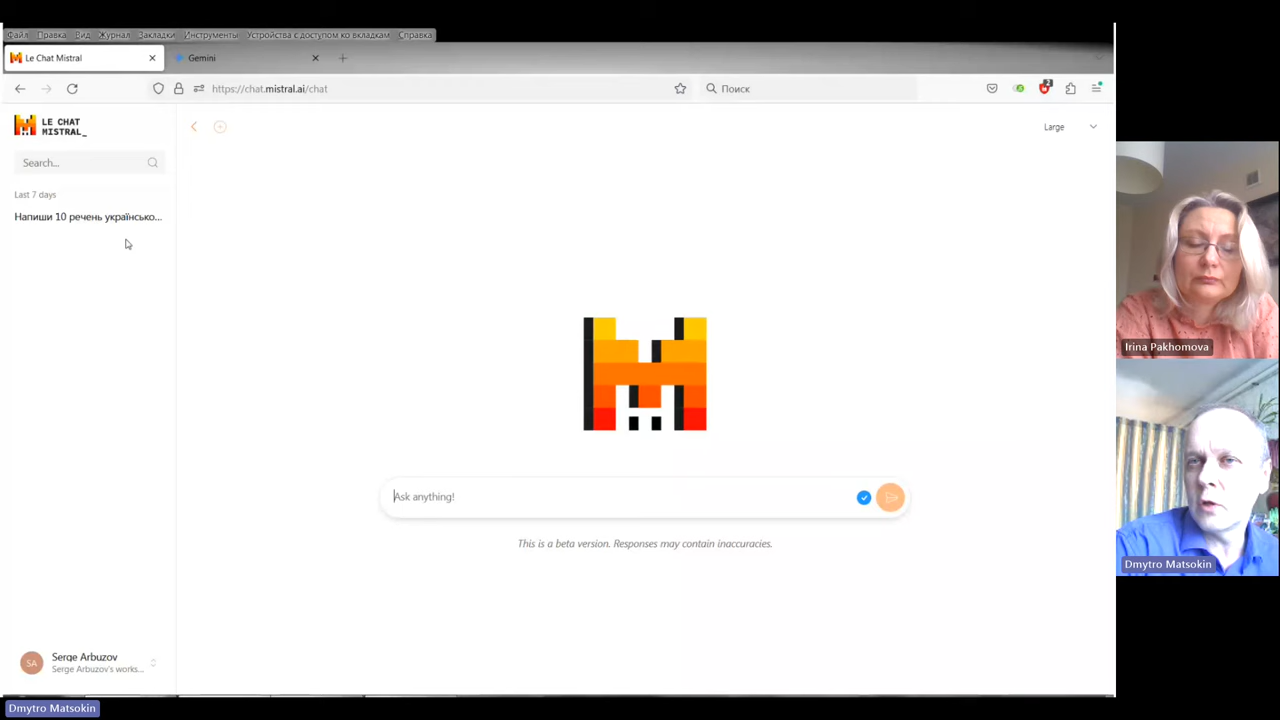 Файл Правка Вид Журнал Закладки Инструменты Устройства с доступом ко вкладкам Справка
Le Chat Mistral
Gemini
https://chat.mistral.ai/chat
Поиск
2
LE CHAT
MISTRAL_
Large
Search...
Last 7 days
Напиши 10 речень українсько...
Ask anything!
This is a beta version. Responses may contain inaccuracies.
SA
Serge Arbuzov
Serge Arbuzov's works...
Irina Pakhomova
Dmytro Matsokin
Dmytro Matsokin